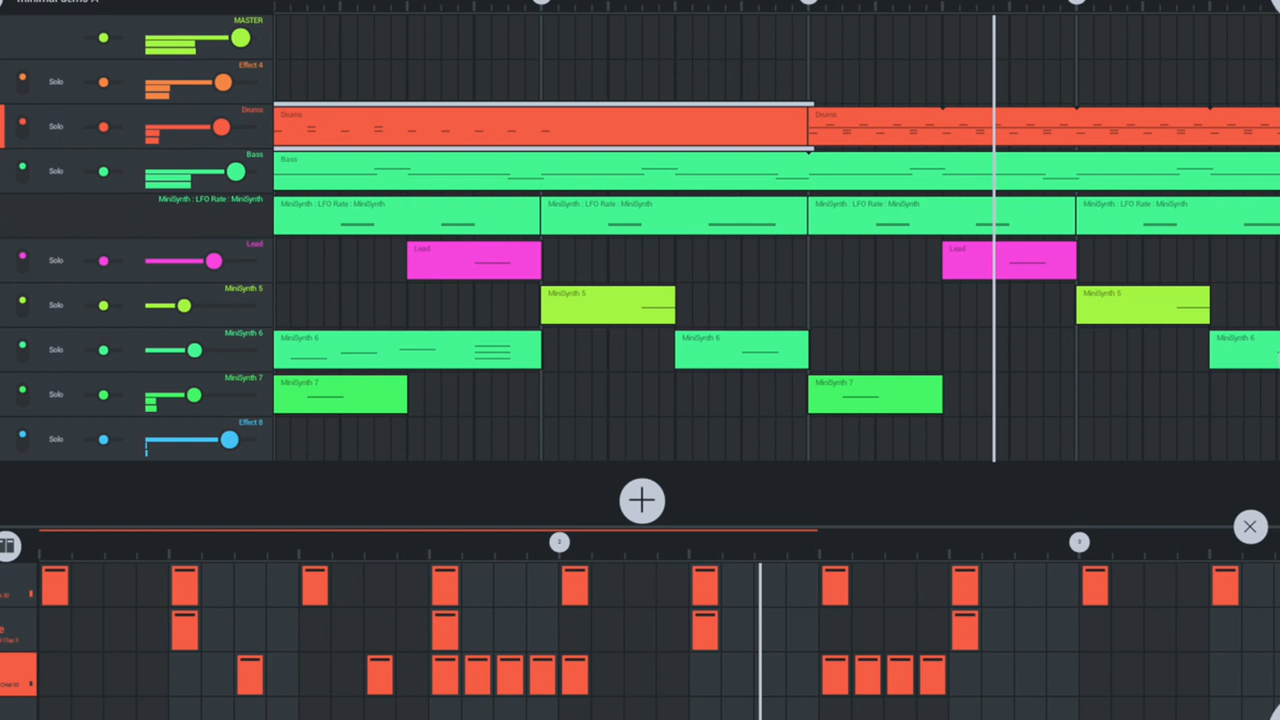 minimal demo A
MASTER
Effect 4
Solo
Drums
Solo
Drums
Drums
Bass
Solo
Bass
MiniSynth : LFO Rate : MiniSynth
MiniSynth : LFO Rate : MiniSynth
MiniSynth : LFO Rate : MiniSynth
MiniSynth : LFO Rate : MiniSynth
MiniSynth : LFO Rate : MiniSynth
Lead
Solo
Lead
Lead
MiniSynth 5
Solo
MiniSynth 5
MiniSynth 5
MiniSynth 6
Solo
MiniSynth 6
MiniSynth 6
MiniSynth 6
MiniSynth 7
Solo
MiniSynth 7
MiniSynth 7
Effect 8
Solo
2
3